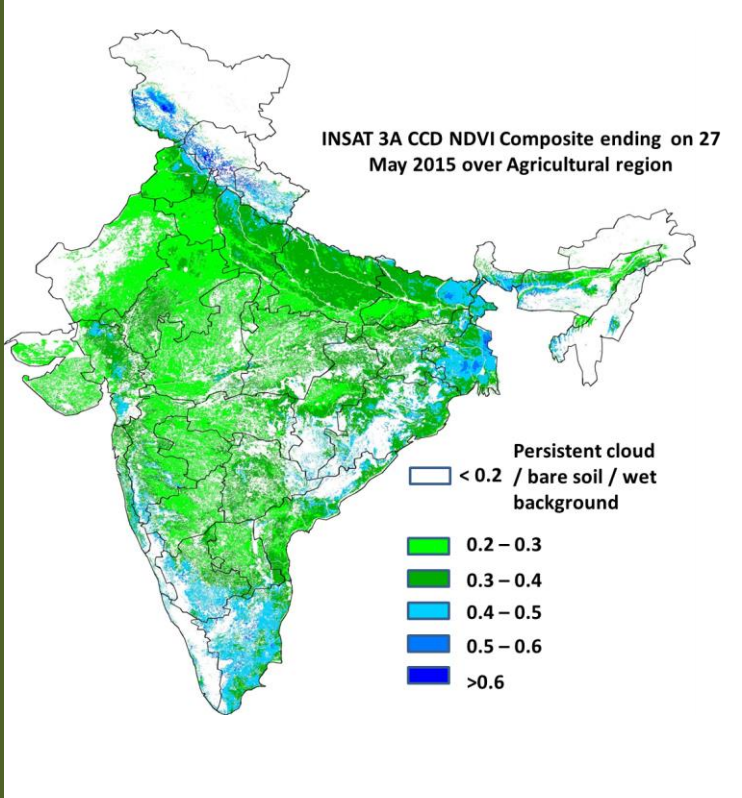 INSAT 3A CCD NDVI Composite ending on 27
May 2015 over Agricultural region
< 0.2
Persistent cloud
/ bare soil / wet
background
0.2 – 0.3
0.3 – 0.4
0.4 – 0.5
0.5 – 0.6
>0.6